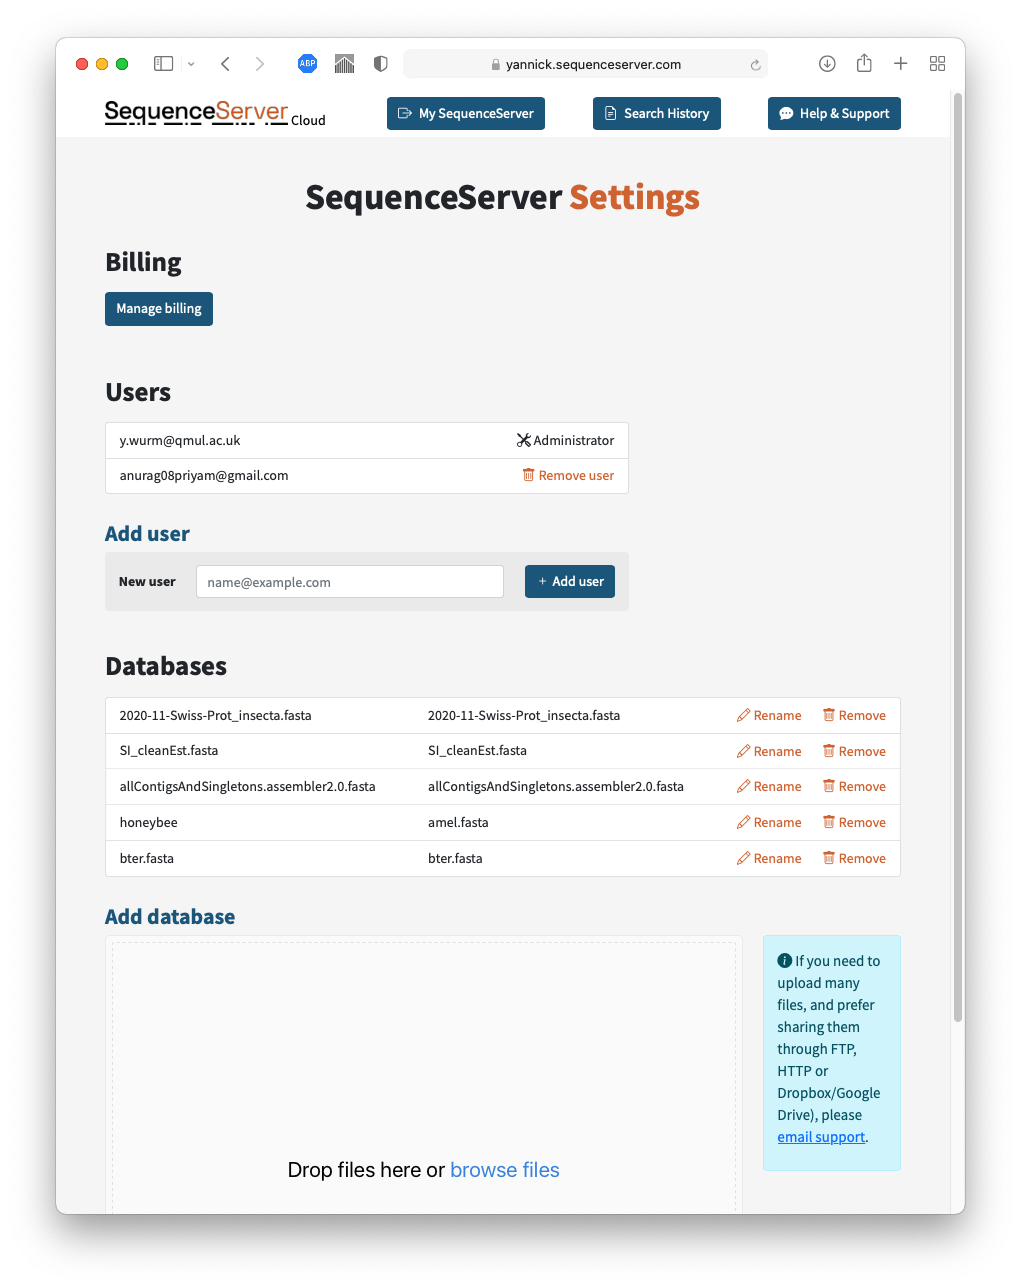 ABP
yannick.sequenceserver.com
SequenceServer Cloud
My SequenceServer
Search History
Help & Support
SequenceServer Settings
Billing
Manage billing
Users
y.wurm@qmul.ac.uk Administrator
anurag08priyam@gmail.com Remove user
Add user
New user name@example.com + Add user
Databases
2020-11-Swiss-Prot_insecta.fasta 2020-11-Swiss-Prot_insecta.fasta Rename Remove
SI_cleanEst.fasta SI_cleanEst.fasta Rename Remove
allContigsAndSingletons.assembler2.0.fasta allContigsAndSingletons.assembler2.0.fasta Rename Remove
honeybee amel.fasta Rename Remove
bter.fasta bter.fasta Rename Remove
Add database
Drop files here or browse files
If you need to
upload many
files, and prefer
sharing them
through FTP,
HTTP or
Dropbox/Google
Drive), please
email support.